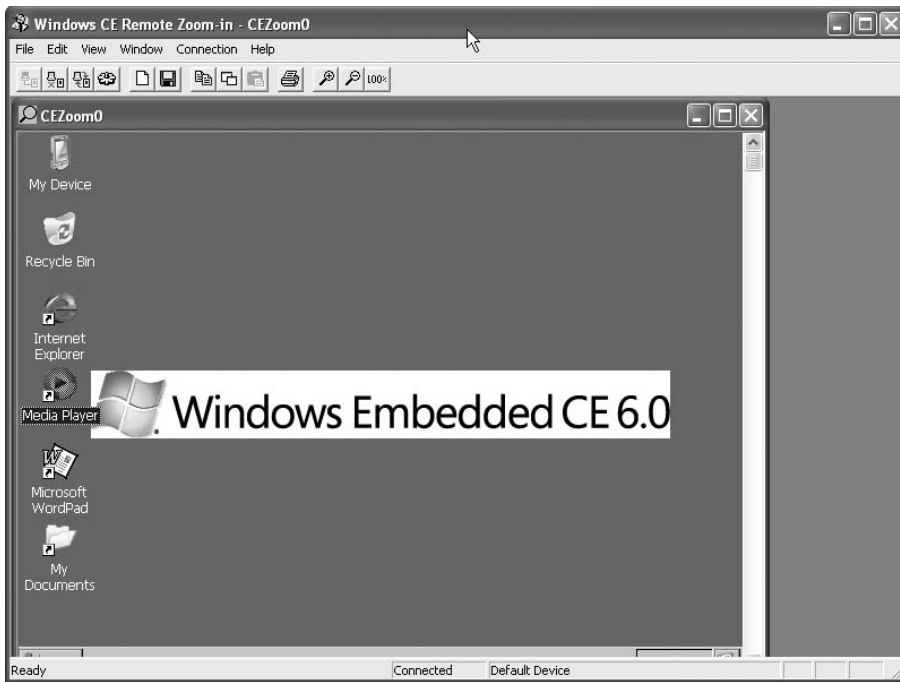 Windows CE Remote Zoom-in - CEZoom0
File Edit View Window Connection Help
100%
CEZoom0
My Device
Recycle Bin
Internet
Explorer
Media Player
Windows Embedded CE 6.0
Microsoft
WordPad
My
Documents
Ready Connected Default Device